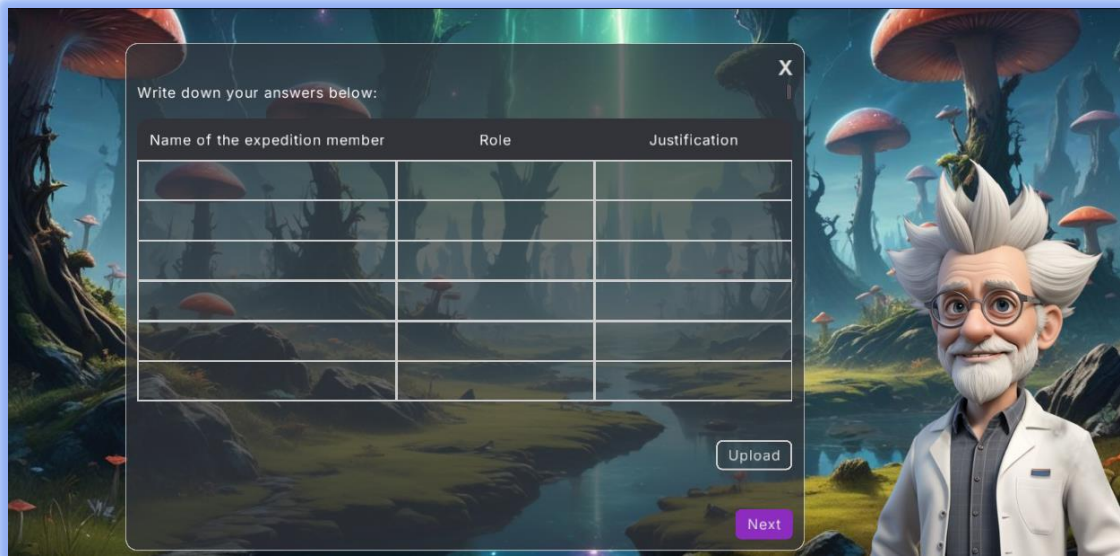 X
Write down your answers below:
Name of the expedition member Role Justification
Upload
Next